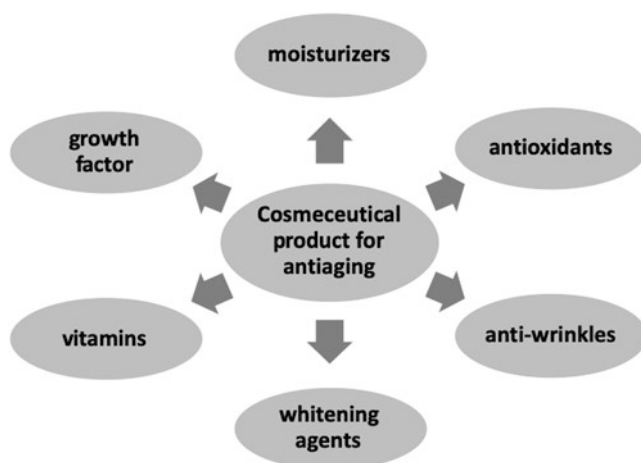 moisturizers
growth
factor
antioxidants
Cosmeceutical
product for
antiaging
vitamins
anti-wrinkles
whitening
agents